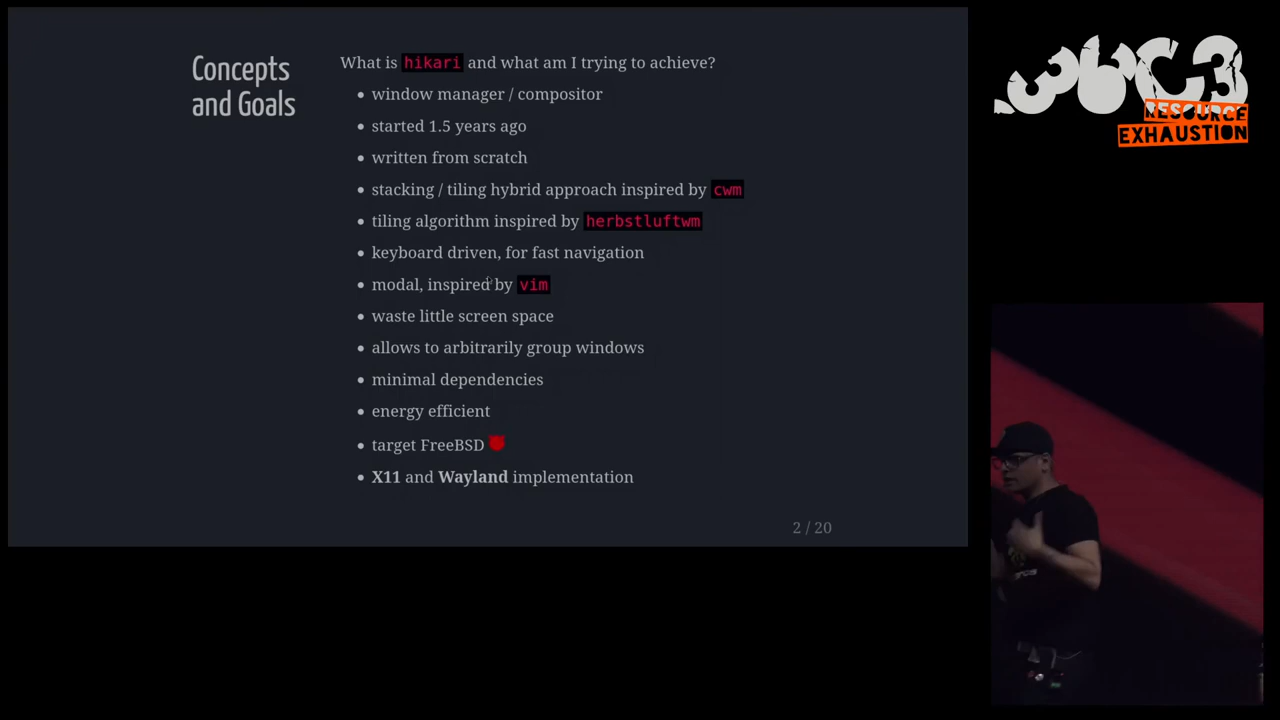 Concepts
and Goals
What is hikari and what am I trying to achieve?
window manager / compositor
started 1.5 years ago
written from scratch
stacking / tiling hybrid approach inspired by cwm
tiling algorithm inspired by herbstluftwm
keyboard driven, for fast navigation
modal, inspired by vim
waste little screen space
allows to arbitrarily group windows
minimal dependencies
energy efficient
target FreeBSD
X11 and Wayland implementation
2 / 20
36C3
RESOURCE
EXHAUSTION